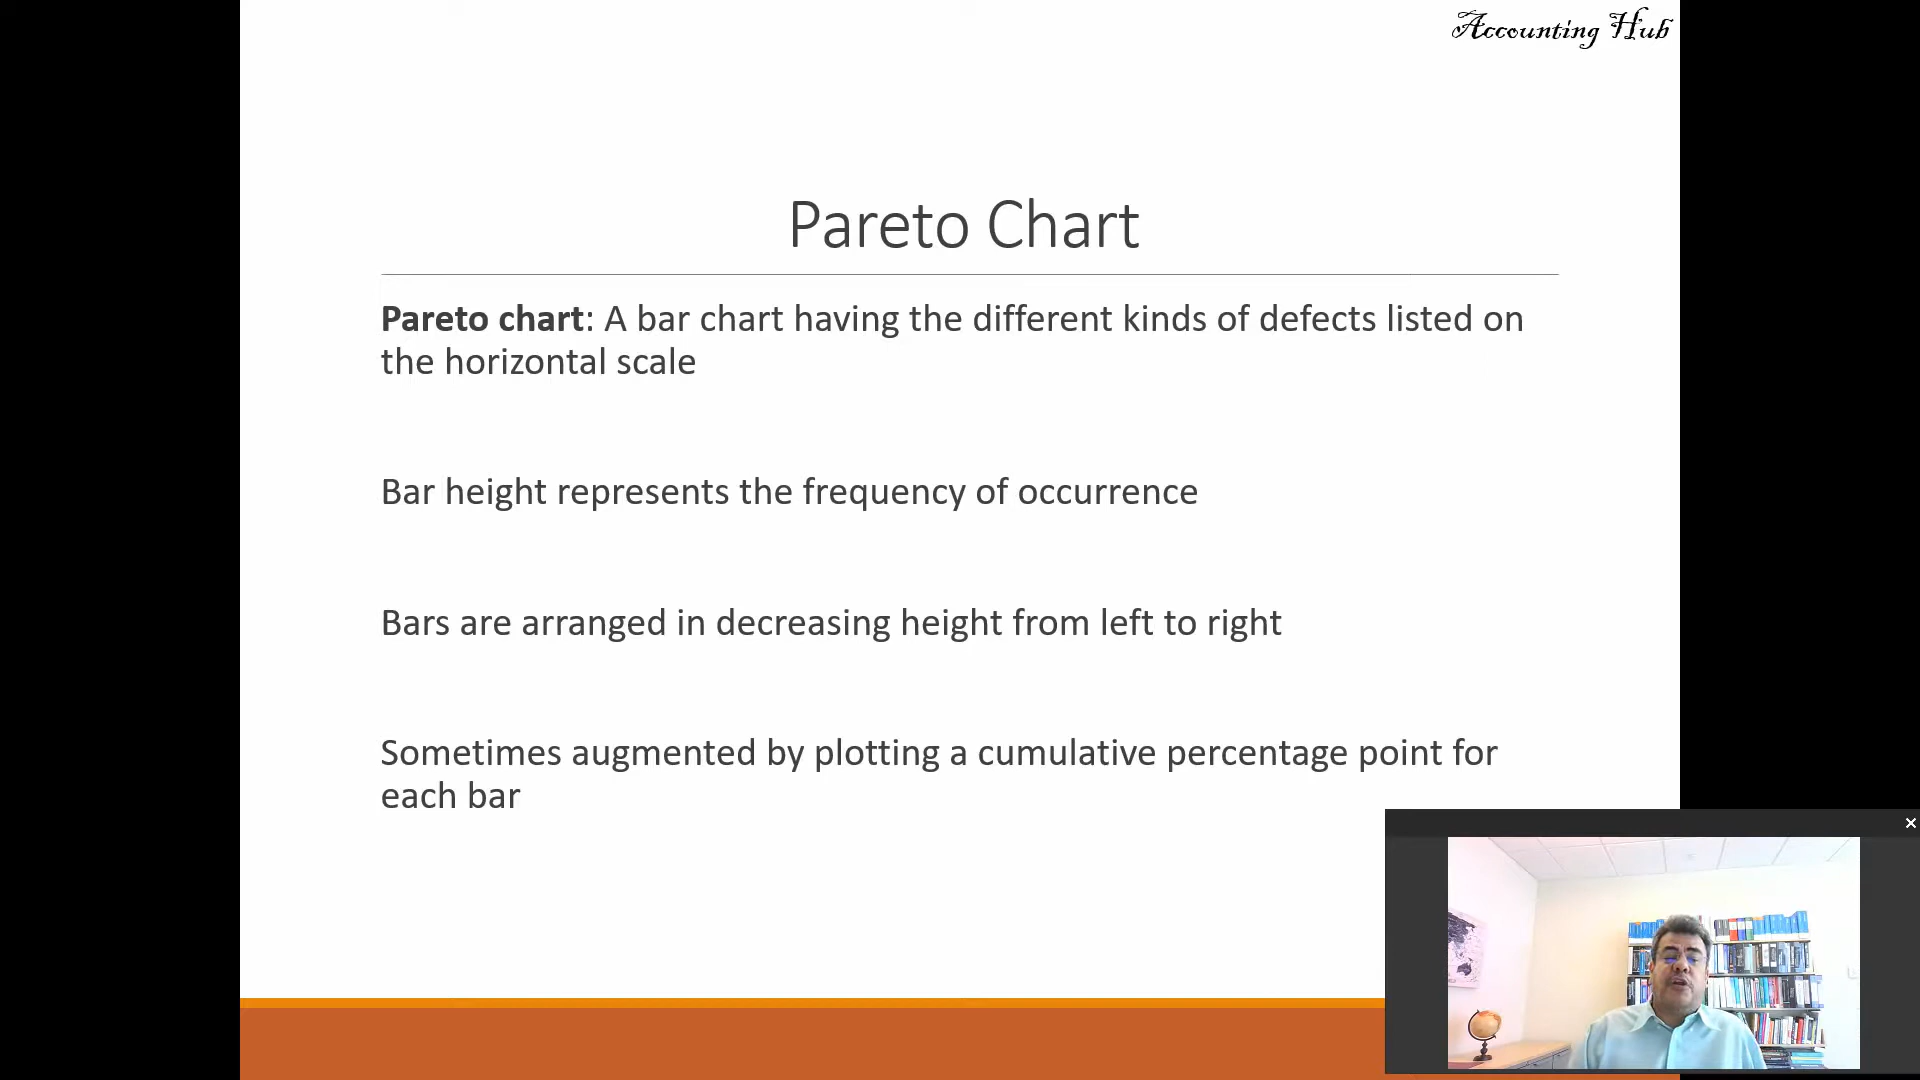 Accounting Hub
Pareto Chart
Pareto chart: A bar chart having the different kinds of defects listed on
the horizontal scale
Bar height represents the frequency of occurrence
Bars are arranged in decreasing height from left to right
Sometimes augmented by plotting a cumulative percentage point for
each bar